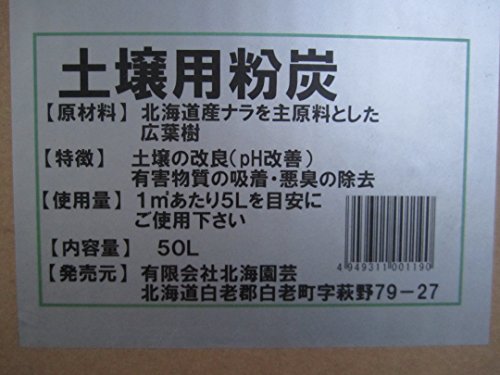 土壌用粉炭
【原材料】 北海道産ナラを主原料とした
広葉樹
【特徴】 土壌の改良(pH改善)
有害物質の吸着・悪臭の除去
【使用量】 1㎡あたり5Lを目安に
ご使用下さい
【内容量】 50L
4 949311 001190
【発売元】 有限会社北海園芸
北海道白老郡白老町字萩野79-27